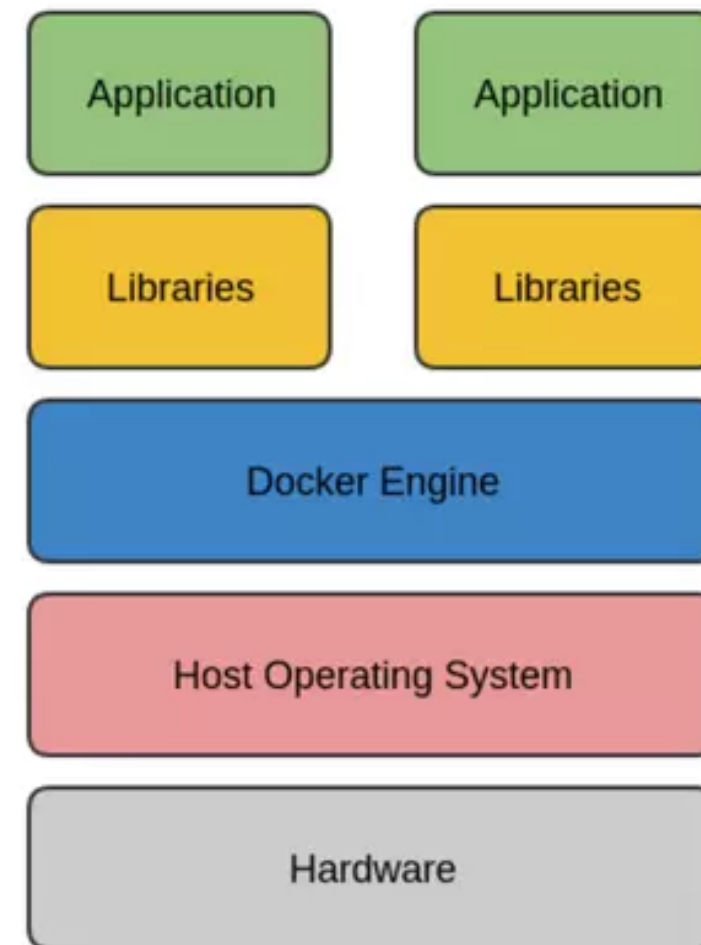 Application
Application
Libraries
Libraries
Docker Engine
Host Operating System
Hardware